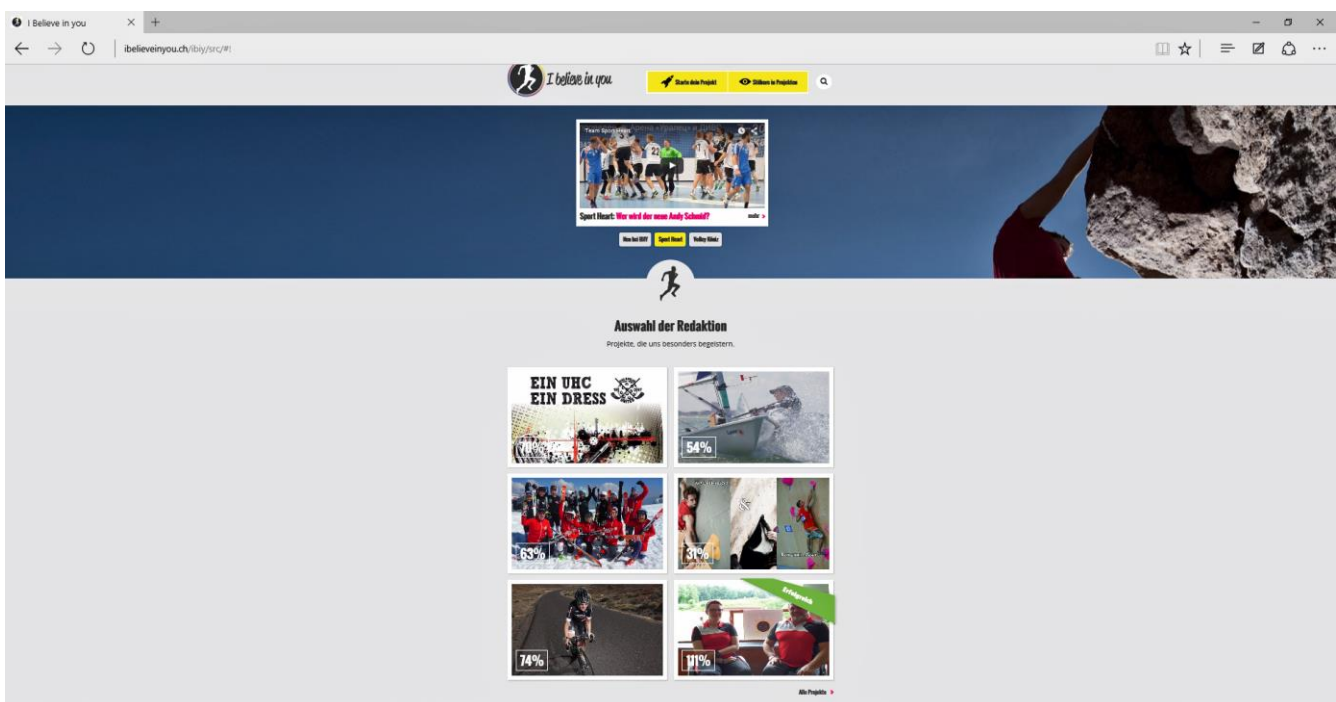 I Believe in you
ibelieveinyou.ch/ibiy/src/#!
I believe in you
Starte dein Projekt
Stöbere in Projekten
Team Sport Heart
Sport Heart: Wer wird der neue Andy Schmid?
mehr
Neu bei IBIY
Sport Heart
Volley Köniz
Auswahl der Redaktion
Projekte, die uns besonders begeistern.
EIN UHC
EIN DRESS
70%
54%
63%
31%
74%
Erfolgreich
111%
Alle Projekte